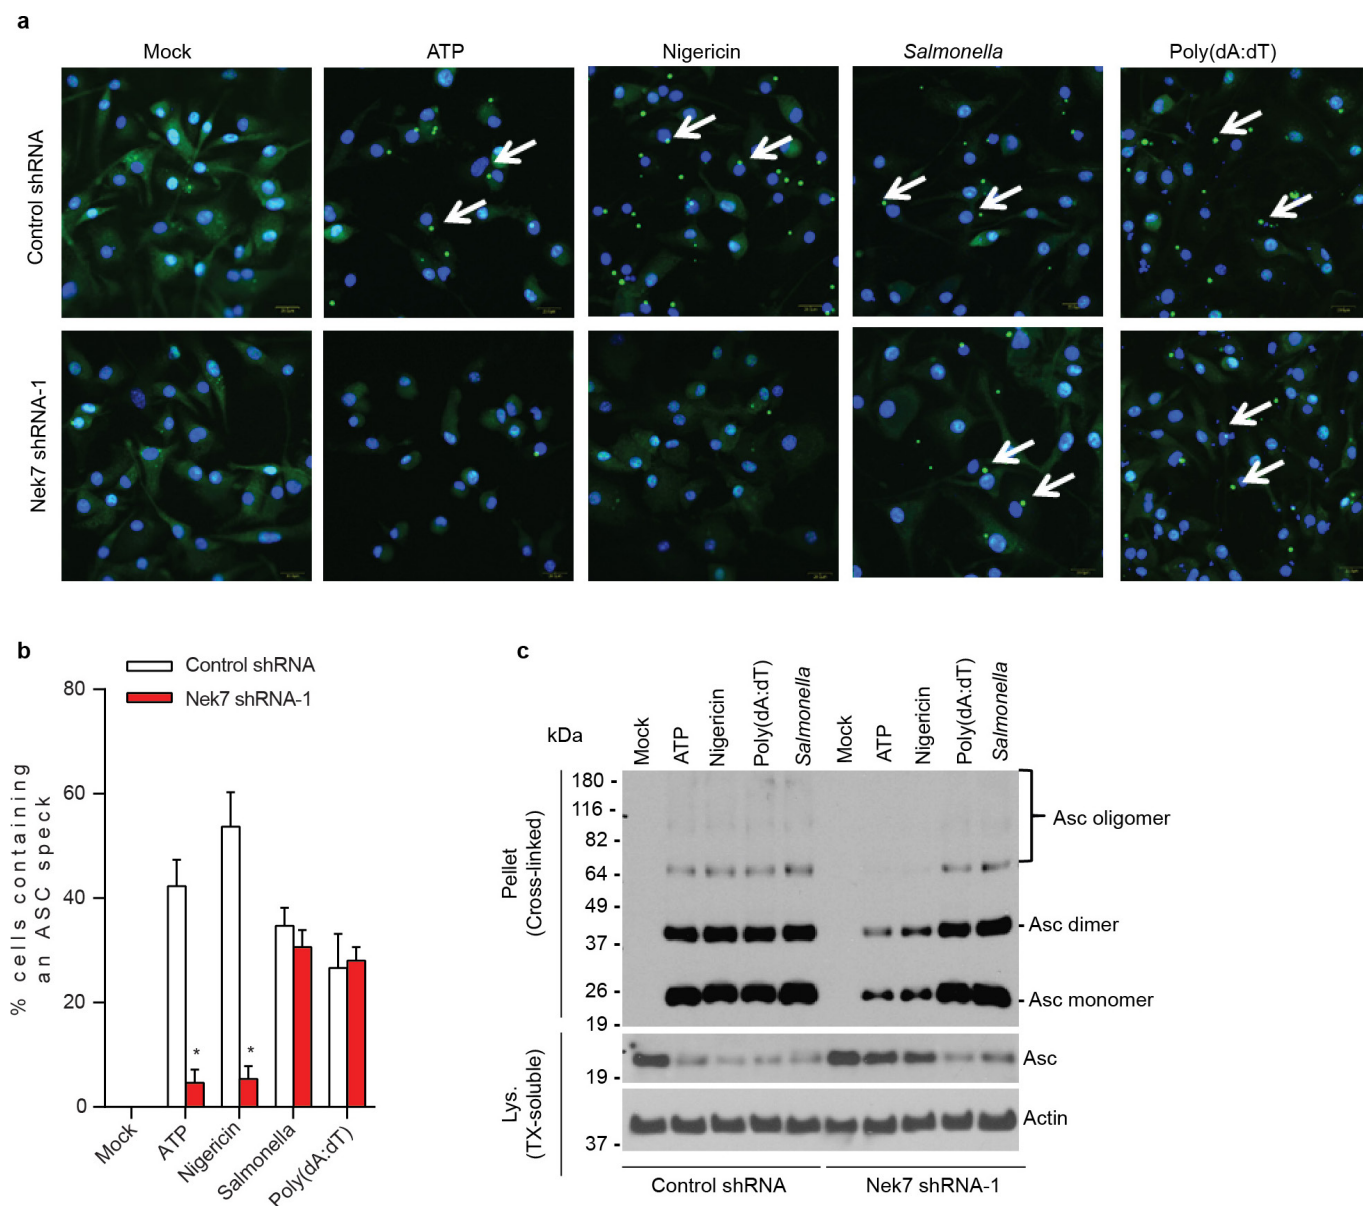 a
Mock
ATP
Nigericin
Salmonella
Poly(dA:dT)
Control shRNA
Nek7 shRNA-1
b
Control shRNA
Nek7 shRNA-1
% cells containing
an ASC speck
80
60
40
20
0
*
*
Mock
ATP
Nigericin
Salmonella
Poly(dA:dT)
c
kDa
Mock
ATP
Nigericin
Poly(dA:dT)
Salmonella
Mock
ATP
Nigericin
Poly(dA:dT)
Salmonella
Pellet
(Cross-linked)
180 -
116 -
82 -
64 -
49 -
37 -
26 -
19 -
Asc oligomer
Asc dimer
Asc monomer
Lys.
(TX-soluble)
19 -
Asc
37 -
Actin
Control shRNA
Nek7 shRNA-1